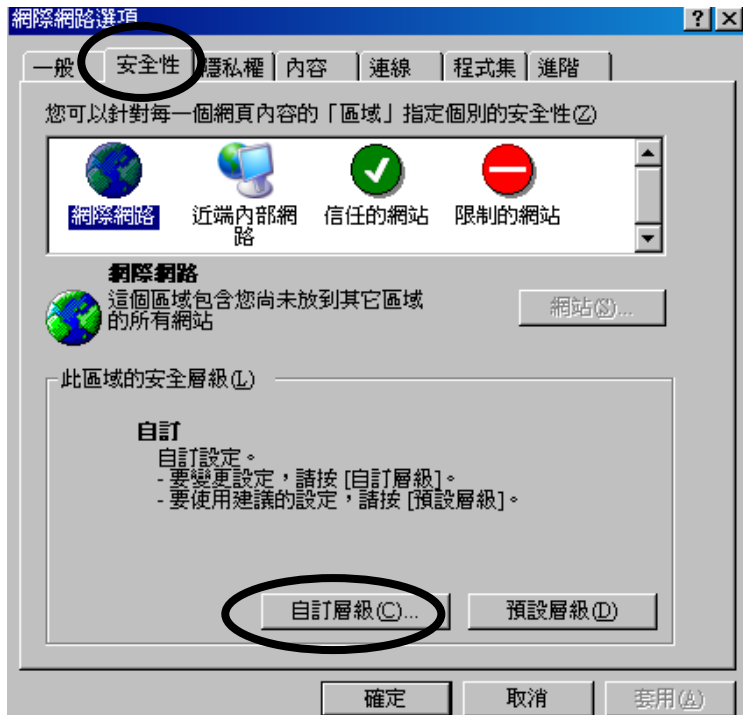 網際網路選項
一般 安全性 隱私權 內容 連線 程式集 進階
您可以針對每一個網頁內容的「區域」指定個別的安全性(Z)
網際網路 近端內部網路 信任的網站 限制的網站
網際網路
這個區域包含您尚未放到其它區域
的所有網站
網站(S)...
此區域的安全層級(L)
自訂
自訂設定。
- 要變更設定，請按 [自訂層級]。
- 要使用建議的設定，請按 [預設層級]。
自訂層級(C)... 預設層級(D)
確定 取消 套用(A)